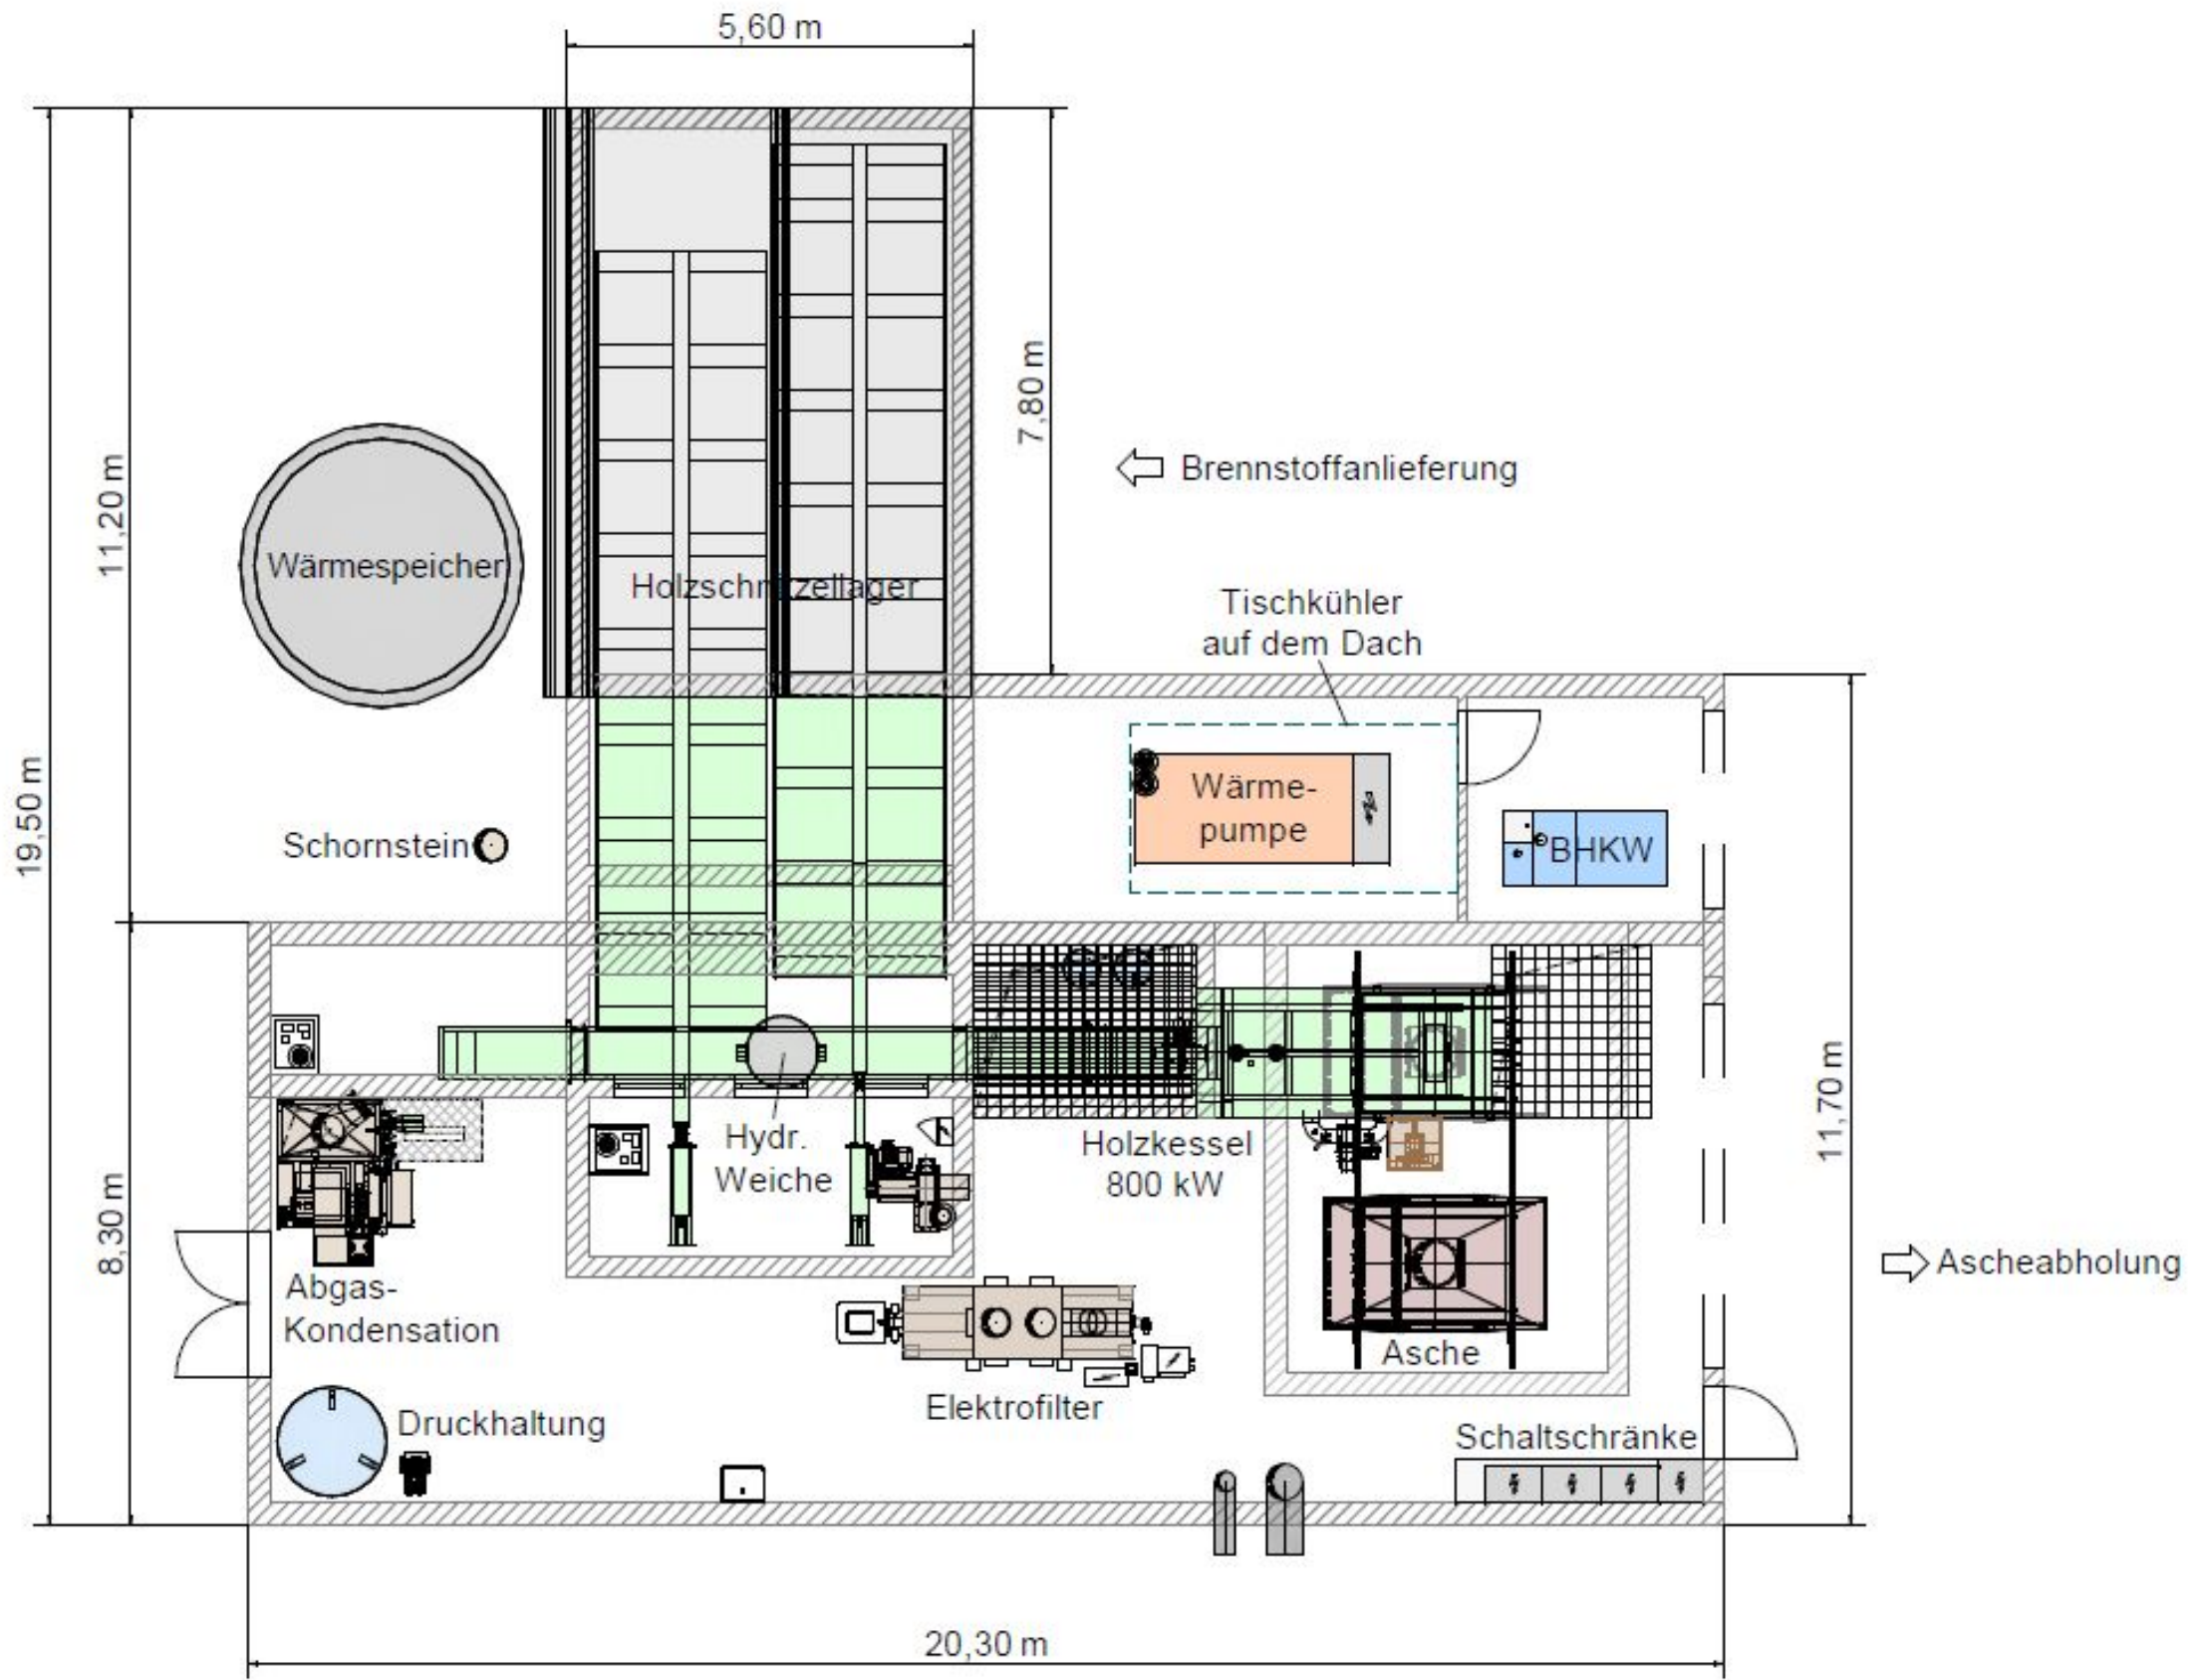 5,60 m
7,80 m
11,20 m
19,50 m
Brennstoffanlieferung
Wärmespeicher
Holzschnitzellager
Tischkühler
auf dem Dach
Wärme-
pumpe
BHKW
Schornstein
11,70 m
8,30 m
Hydr.
Weiche
Holzkessel
800 kW
Abgas-
Kondensation
Ascheabholung
Asche
Elektrofilter
Druckhaltung
Schaltschränke
20,30 m